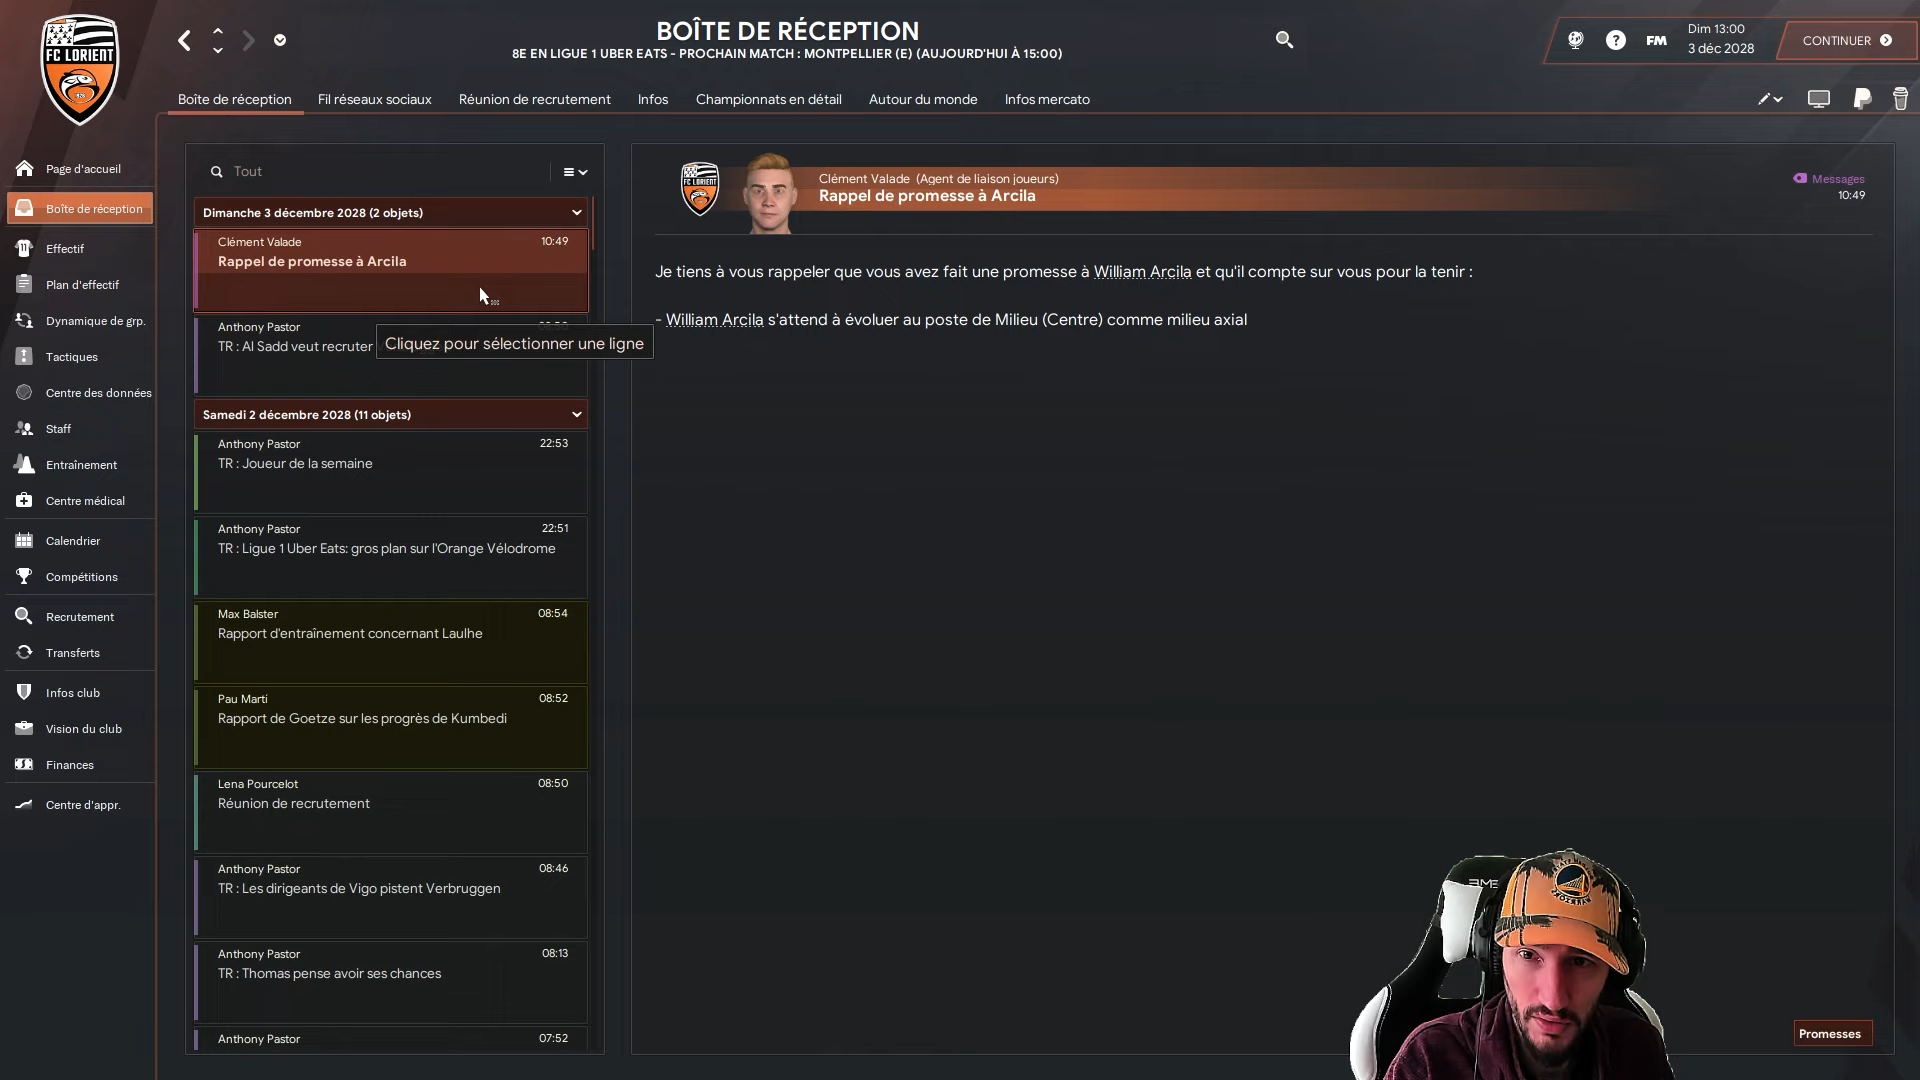 FC LORIENT
BOÎTE DE RÉCEPTION
8E EN LIGUE 1 UBER EATS - PROCHAIN MATCH : MONTPELLIER (E) (AUJOURD'HUI À 15:00)
FM
Dim 13:00
3 déc 2028
CONTINUER
Boîte de réception
Fil réseaux sociaux
Réunion de recrutement
Infos
Championnats en détail
Autour du monde
Infos mercato
Page d'accueil
Boîte de réception
Effectif
Plan d'effectif
Dynamique de grp.
Tactiques
Centre des données
Staff
Entraînement
Centre médical
Calendrier
Compétitions
Recrutement
Transferts
Infos club
Vision du club
Finances
Centre d'appr.
Tout
Dimanche 3 décembre 2028 (2 objets)
Clément Valade 10:49
Rappel de promesse à Arcila
Anthony Pastor
TR : Al Sadd veut recruter
Cliquez pour sélectionner une ligne
Samedi 2 décembre 2028 (11 objets)
Anthony Pastor 22:53
TR : Joueur de la semaine
Anthony Pastor 22:51
TR : Ligue 1 Uber Eats: gros plan sur l'Orange Vélodrome
Max Balster 08:54
Rapport d'entraînement concernant Laulhe
Pau Martí 08:52
Rapport de Goetze sur les progrès de Kumbedi
Lena Pourcelot 08:50
Réunion de recrutement
Anthony Pastor 08:46
TR : Les dirigeants de Vigo pistent Verbruggen
Anthony Pastor 08:13
TR : Thomas pense avoir ses chances
Anthony Pastor 07:52
FC LORIENT
Clément Valade (Agent de liaison joueurs)
Rappel de promesse à Arcila
Messages
10:49
Je tiens à vous rappeler que vous avez fait une promesse à William Arcila et qu'il compte sur vous pour la tenir :
- William Arcila s'attend à évoluer au poste de Milieu (Centre) comme milieu axial
Promesses